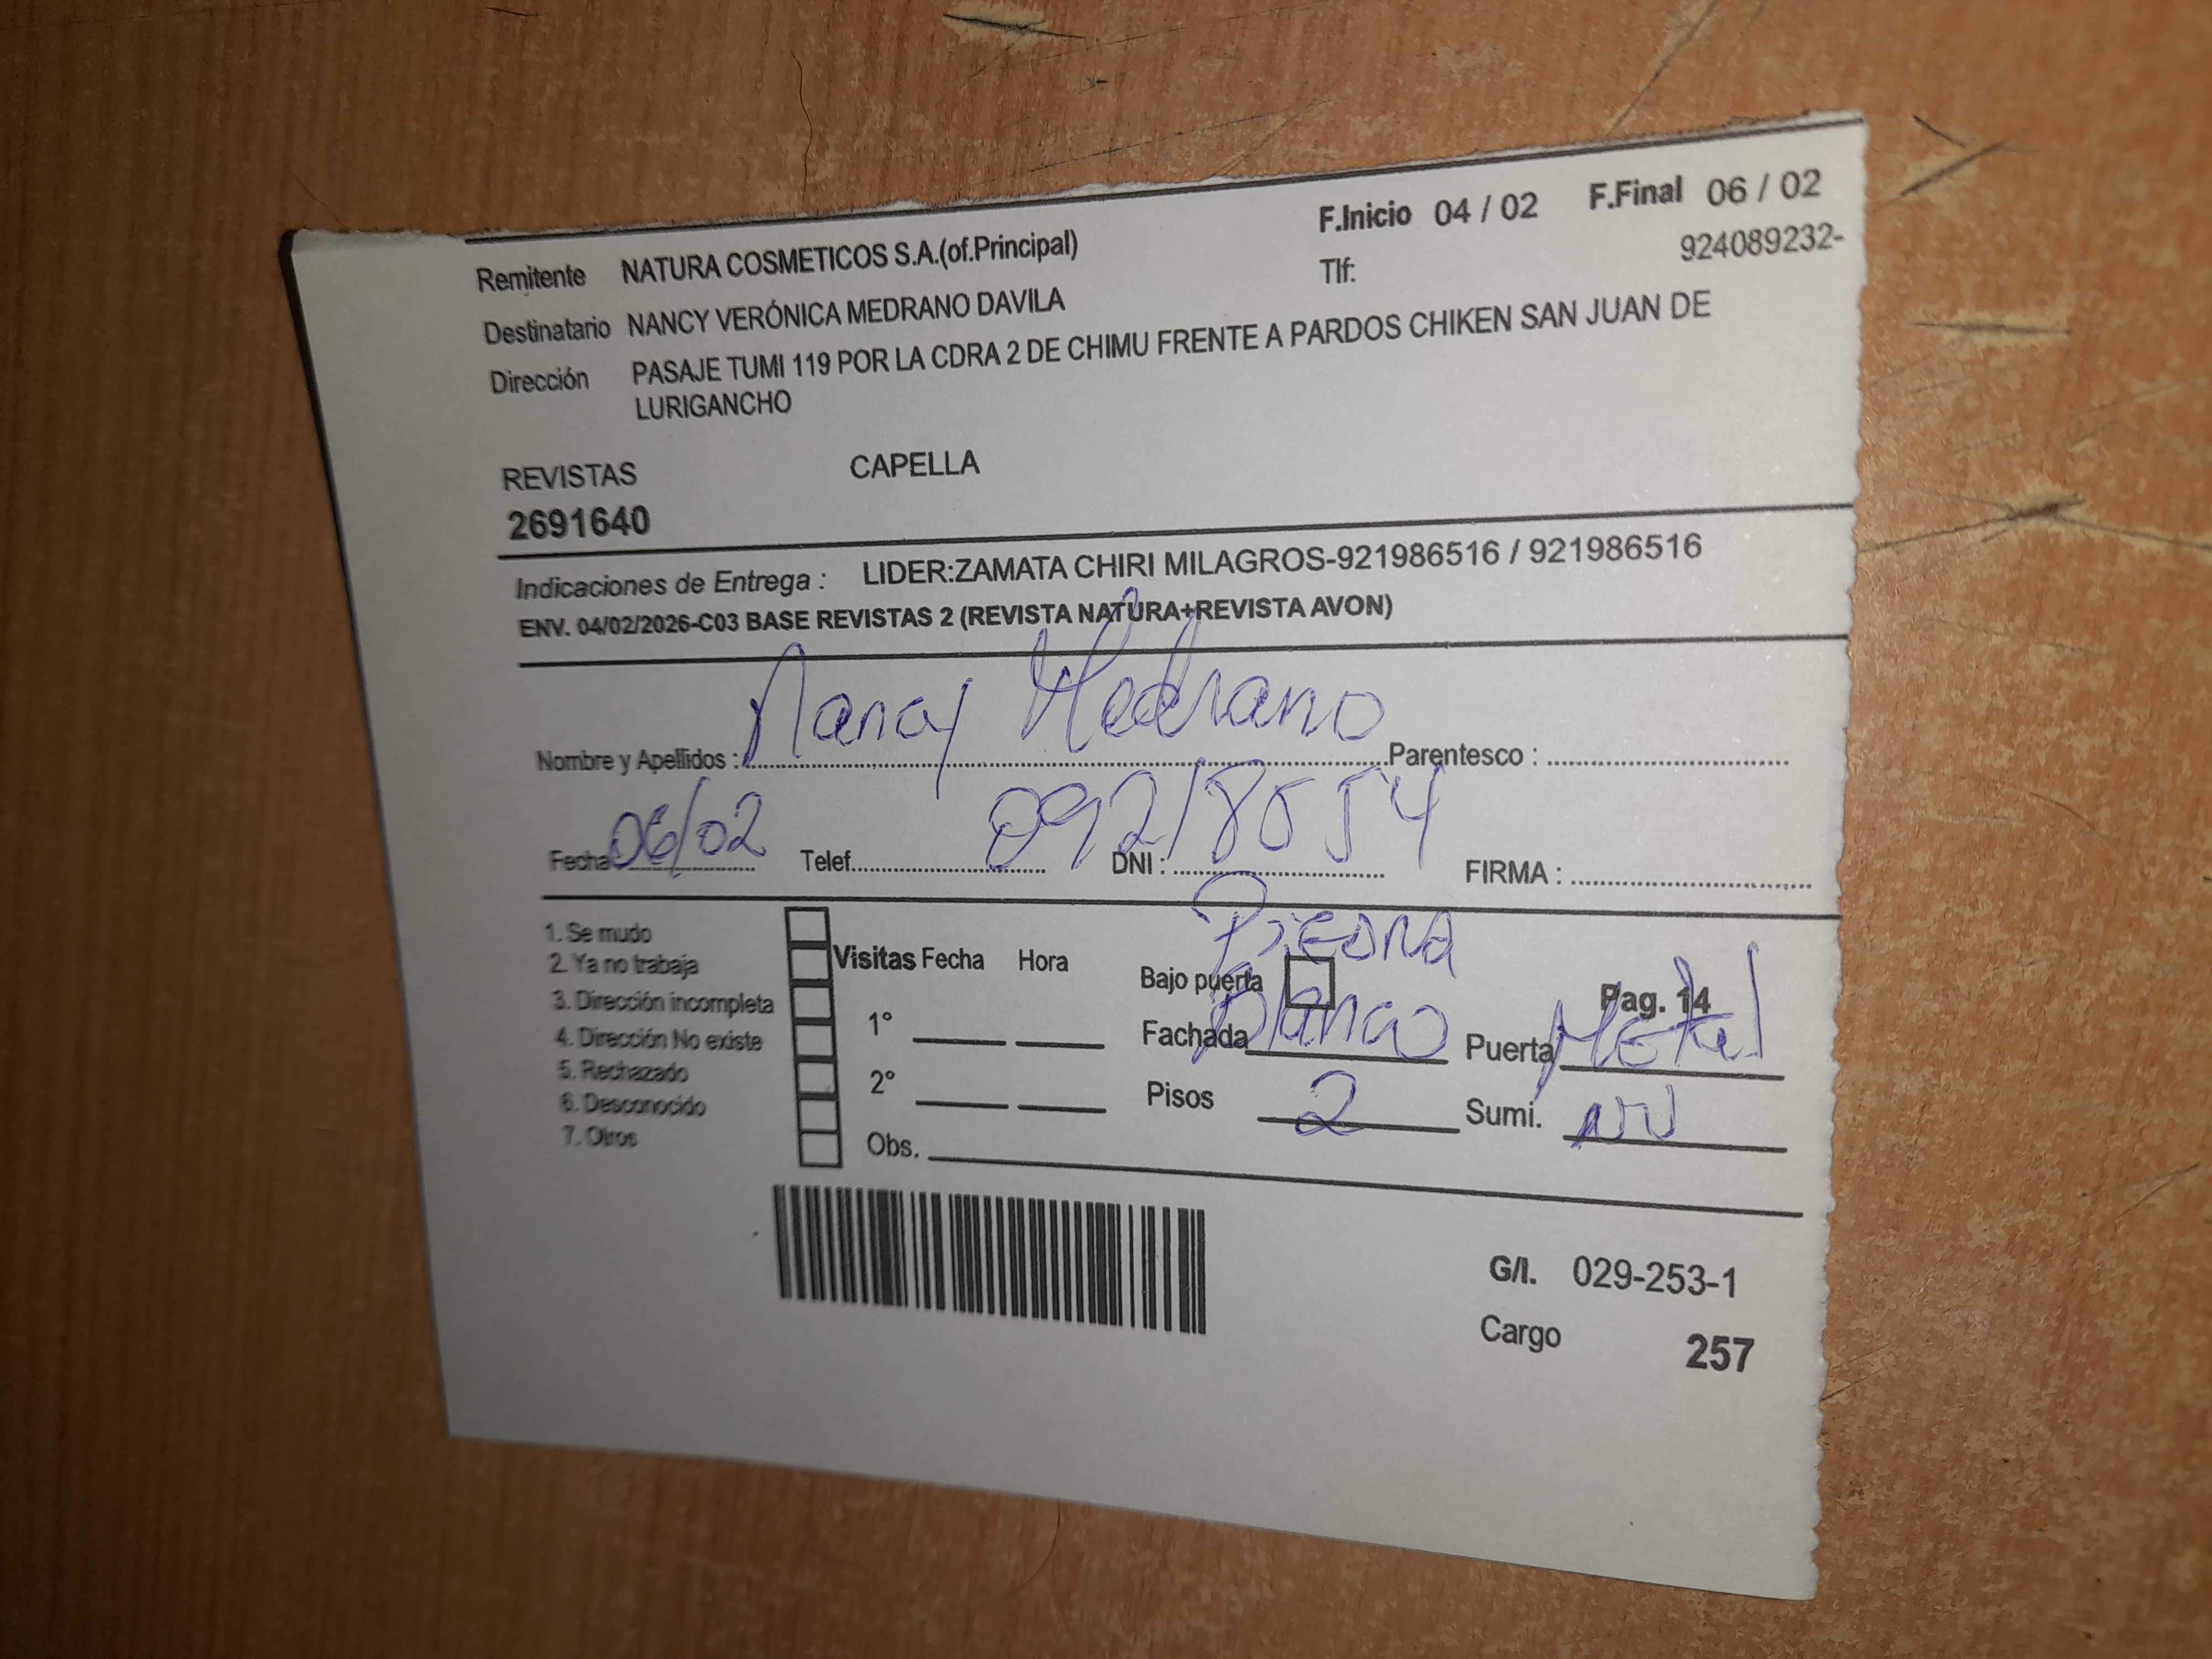 F.Inicio 04 / 02 F.Final 06 / 02
Remitente NATURA COSMETICOS S.A.(of.Principal) Tlf: 924089232-
Destinatario NANCY VERÓNICA MEDRANO DAVILA
Dirección PASAJE TUMI 119 POR LA CDRA 2 DE CHIMU FRENTE A PARDOS CHIKEN SAN JUAN DE
LURIGANCHO
REVISTAS CAPELLA
2691640
Indicaciones de Entrega : LIDER:ZAMATA CHIRI MILAGROS-921986516 / 921986516
ENV. 04/02/2026-C03 BASE REVISTAS 2 (REVISTA NATURA+REVISTA AVON)
Nombre y Apellidos : Nancy Medrano Parentesco :
Fecha 06/02 Telef. DNI : FIRMA :
1. Se mudo
2. Ya no trabaja
3. Dirección incompleta
4. Dirección No existe
5. Rechazado
6. Desconocido
7. Otros
Visitas Fecha Hora
1°
2°
Obs.
Bajo puerta Pag. 14
Fachada Blanco Puerta Metal
Pisos 2 Sumi.
G/I. 029-253-1
Cargo 257